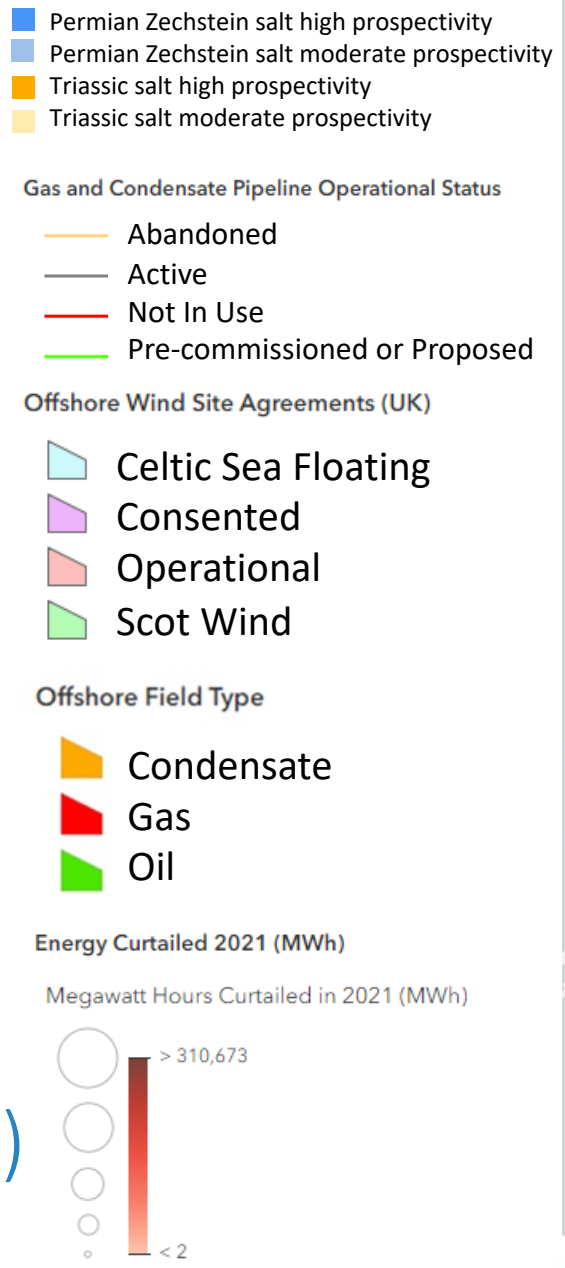 Permian Zechstein salt high prospectivity
Permian Zechstein salt moderate prospectivity
Triassic salt high prospectivity
Triassic salt moderate prospectivity
Gas and Condensate Pipeline Operational Status
Abandoned
Active
Not In Use
Pre-commissioned or Proposed
Offshore Wind Site Agreements (UK)
Celtic Sea Floating
Consented
Operational
Scot Wind
Offshore Field Type
Condensate
Gas
Oil
Energy Curtailed 2021 (MWh)
Megawatt Hours Curtailed in 2021 (MWh)
> 310,673
)
< 2